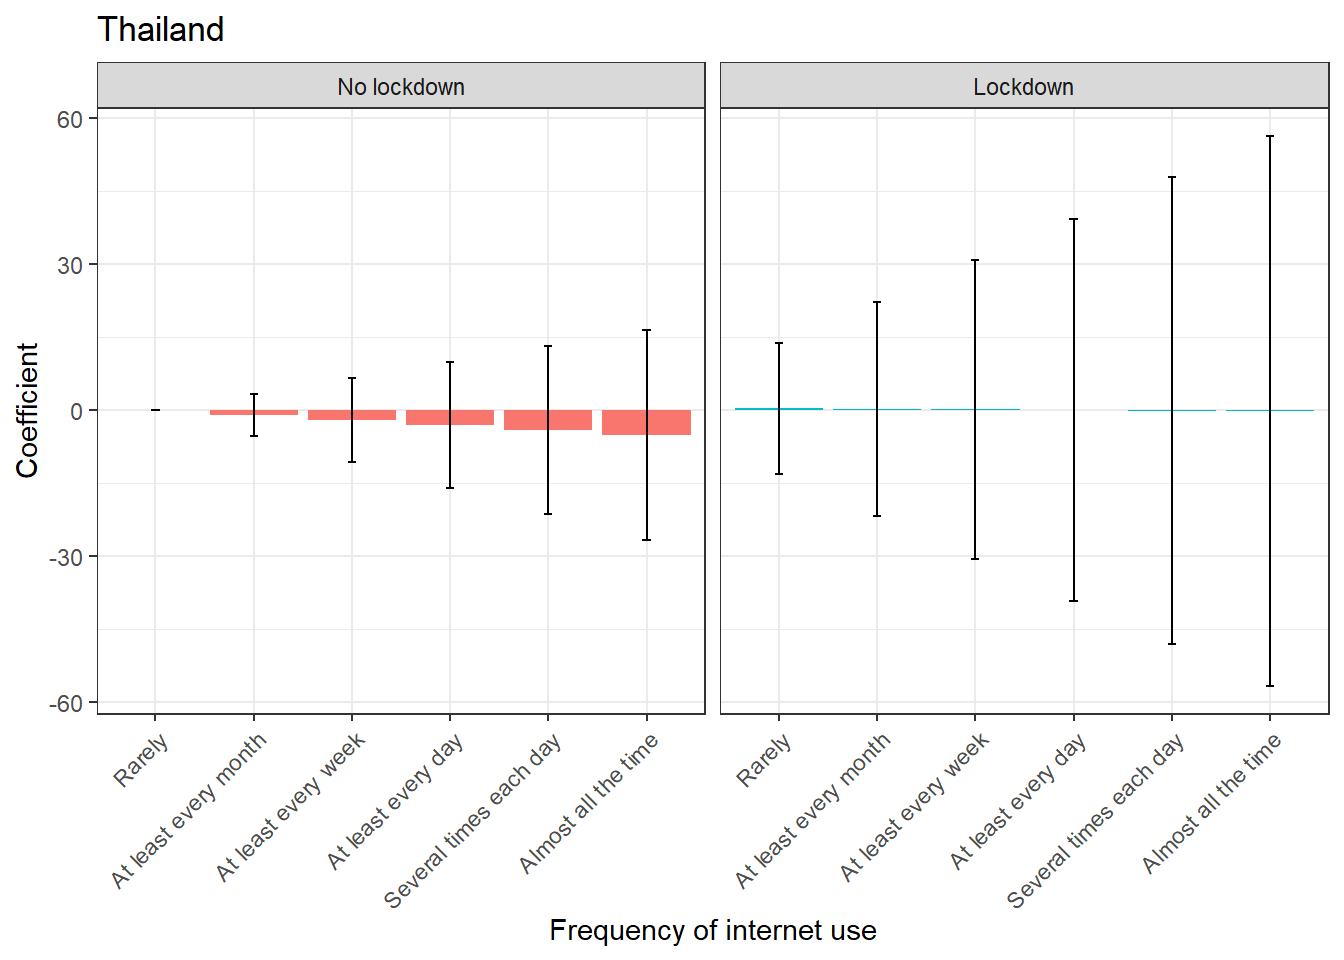 Thailand
No lockdown
Lockdown
60
30
0
-30
-60
Coefficient
Rarely
At least every month
At least every week
At least every day
Several times each day
Almost all the time
Rarely
At least every month
At least every week
At least every day
Several times each day
Almost all the time
Frequency of internet use